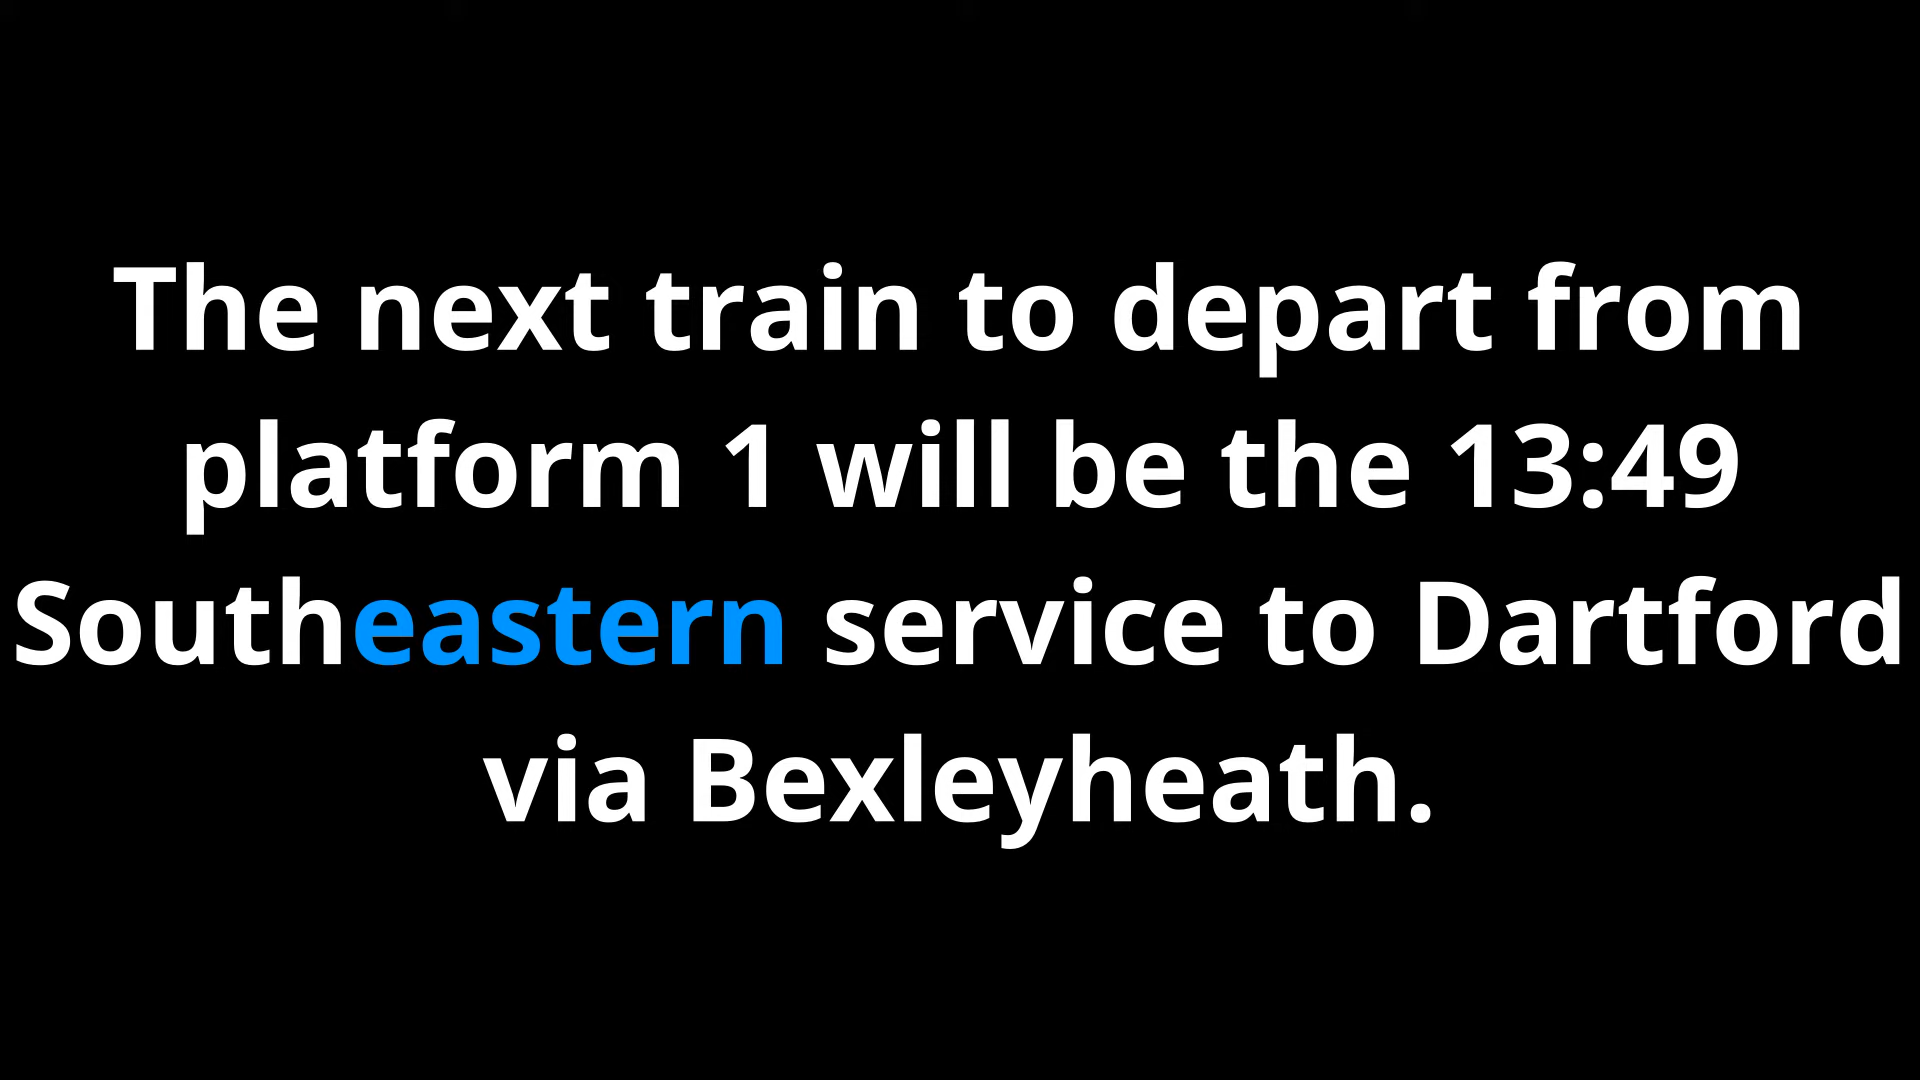 The next train to depart from
platform 1 will be the 13:49
Southeastern service to Dartford
via Bexleyheath.